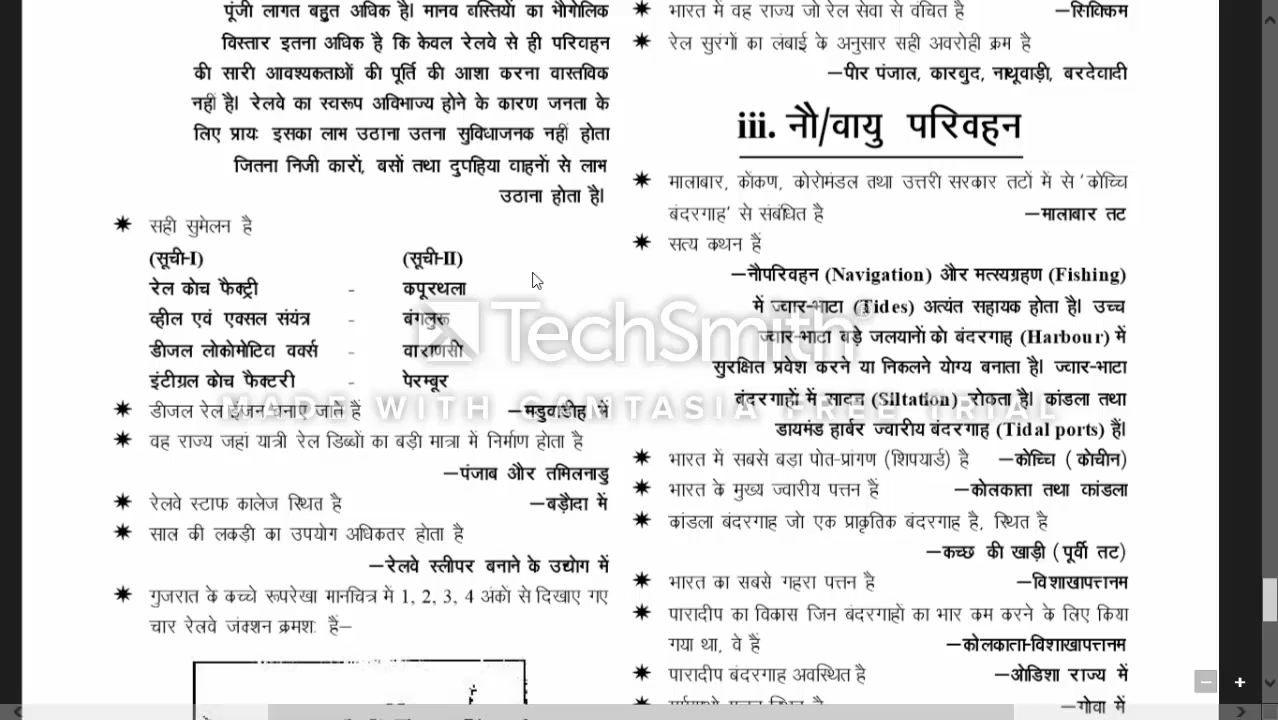 पूंजी लागत बहुत अधिक है। मानव बस्तियों का भौगोलिक
विस्तार इतना अधिक है कि केवल रेलवे से ही परिवहन
की सारी आवश्यकताओं की पूर्ति की आशा करना वास्तविक
नहीं है। रेलवे का स्वरूप अविभाज्य होने के कारण जनता के
लिए प्रायः इसका लाभ उठाना उतना सुविधाजनक नहीं होता
जितना निजी कारों, बसों तथा दुपहिया वाहनों से लाभ
उठाना होता है।
✷ सही सुमेलन है
(सूची-I) (सूची-II)
रेल कोच फैक्ट्री - कपूरथला
व्हील एवं एक्सल संयंत्र - बंगलुरू
डीजल लोकोमोटिव वर्क्स - वाराणसी
इंटीग्रल कोच फैक्टरी - पेरम्बूर
✷ डीजल रेल इंजन बनाए जाते हैं —मडुवाडीह में
✷ वह राज्य जहां यात्री रेल डिब्बों का बड़ी मात्रा में निर्माण होता है
—पंजाब और तमिलनाडु
✷ रेलवे स्टाफ कालेज स्थित है —बड़ौदा में
✷ साल की लकड़ी का उपयोग अधिकतर होता है
—रेलवे स्लीपर बनाने के उद्योग में
✷ गुजरात के कच्चे रूपरेखा मानचित्र में 1, 2, 3, 4 अंकों से दिखाए गए
चार रेलवे जंक्शन क्रमशः हैं—
✷ भारत में वह राज्य जो रेल सेवा से वंचित है —सिक्किम
✷ रेल सुरंगों का लंबाई के अनुसार सही अवरोही क्रम है
—पीर पंजाल, कारबुद, नाथूवाड़ी, बरदेवादी
iii. नौ/वायु परिवहन
✷ मालाबार, कोंकण, कोरोमंडल तथा उत्तरी सरकार तटों में से 'कोच्चि
बंदरगाह' से संबंधित है —मालाबार तट
✷ सत्य कथन हैं
—नौपरिवहन (Navigation) और मत्स्यग्रहण (Fishing)
में ज्वार-भाटा (Tides) अत्यंत सहायक होता है। उच्च
ज्वार-भाटा बड़े जलयानों को बंदरगाह (Harbour) में
सुरक्षित प्रवेश करने या निकलने योग्य बनाता है। ज्वार-भाटा
बंदरगाहों में सादन (Siltation) रोकता है। कांडला तथा
डायमंड हार्बर ज्वारीय बंदरगाह (Tidal ports) हैं।
✷ भारत में सबसे बड़ा पोत-प्रांगण (शिपयार्ड) है —कोच्चि (कोचीन)
✷ भारत के मुख्य ज्वारीय पत्तन हैं —कोलकाता तथा कांडला
✷ कांडला बंदरगाह जो एक प्राकृतिक बंदरगाह है, स्थित है
—कच्छ की खाड़ी (पूर्वी तट)
✷ भारत का सबसे गहरा पत्तन है —विशाखापत्तनम
✷ पारादीप का विकास जिन बंदरगाहों का भार कम करने के लिए किया
गया था, वे हैं —कोलकाता-विशाखापत्तनम
✷ पारादीप बंदरगाह अवस्थित है —ओडिशा राज्य में
—गोवा में
TechSmith
MADE WITH CAMTASIA FREE TRIAL